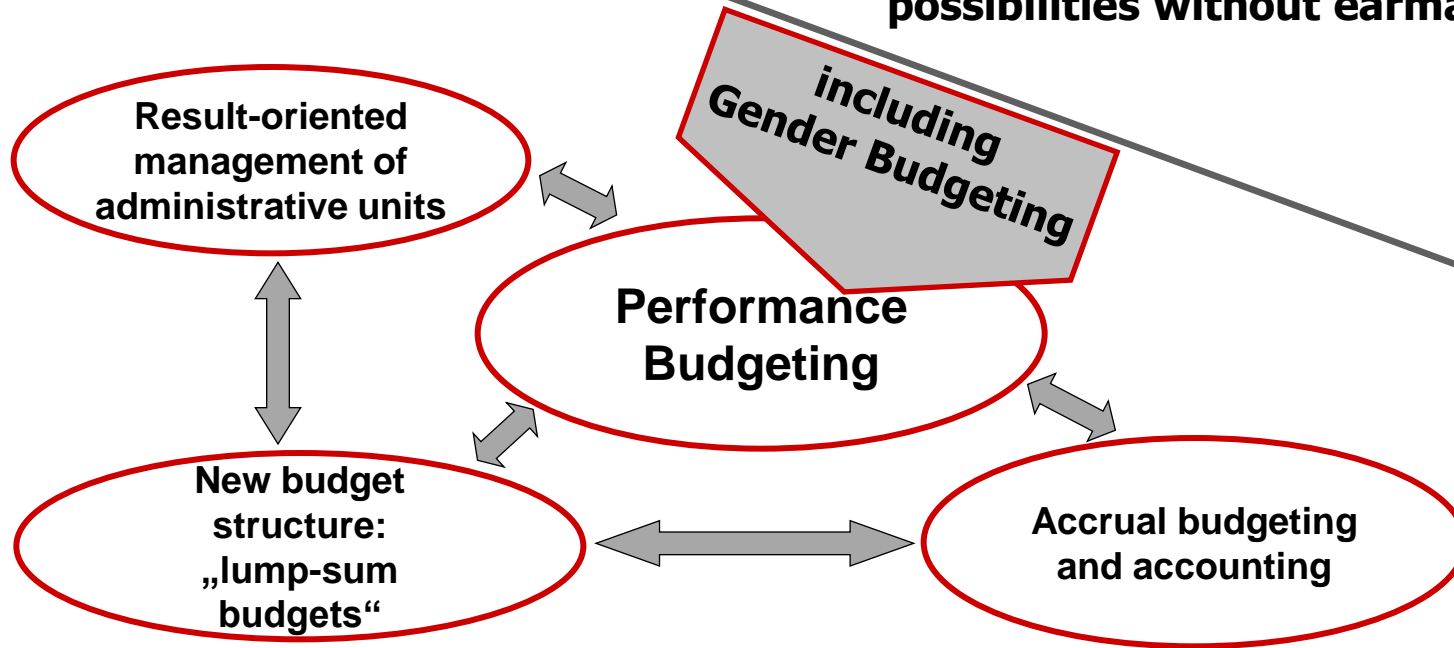 possibilities without
including
Gender Budgeting
Result-oriented
management of
administrative units
Performance
Budgeting
New budget
structure:
„lump-sum
budgets“
Accrual budgeting
and accounting